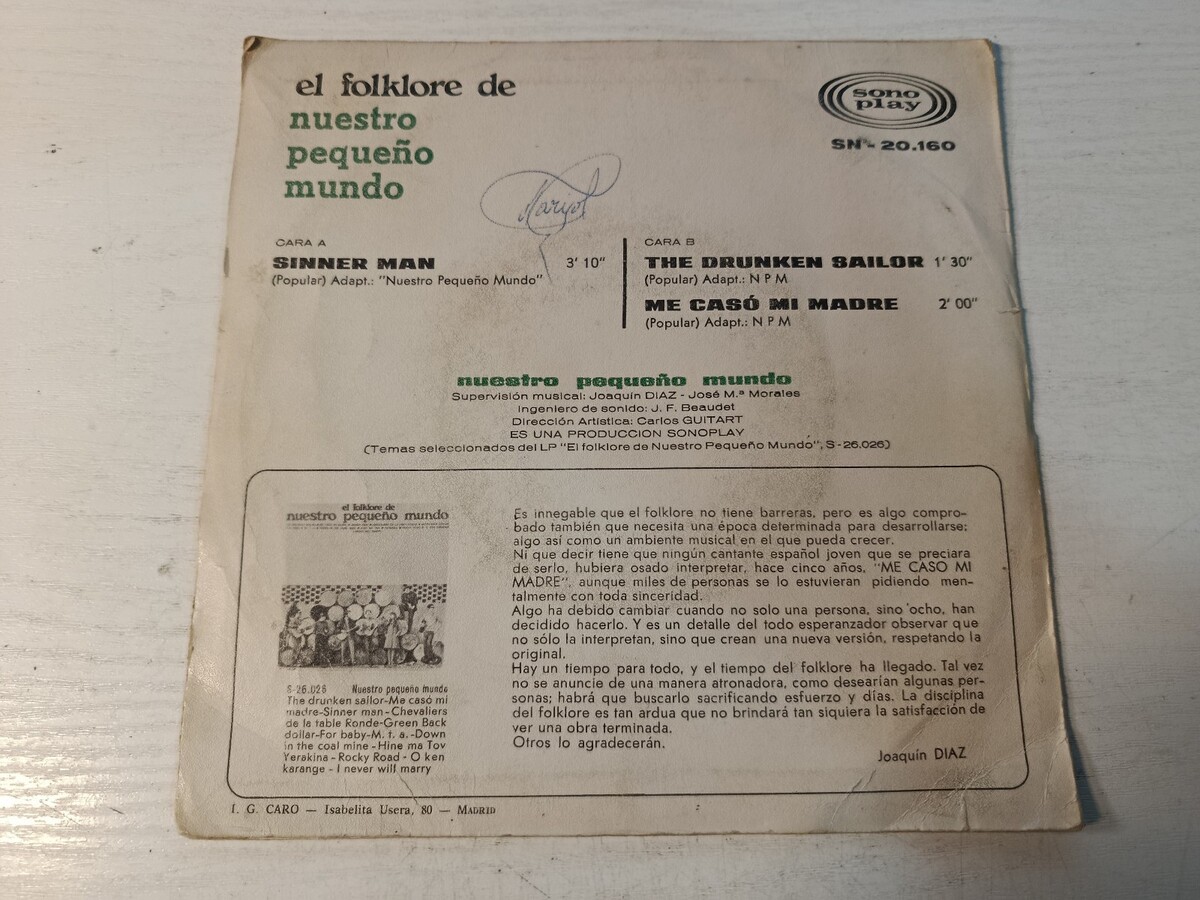 el folklore de
nuestro
pequeño
mundo
sono
play
SN - 20.160
CARA A
SINNER MAN 3' 10"
(Popular) Adapt.: "Nuestro Pequeño Mundo"
CARA B
THE DRUNKEN SAILOR 1' 30"
(Popular) Adapt.: N P M
ME CASÓ MI MADRE 2' 00"
(Popular) Adapt.: N P M
nuestro pequeño mundo
Supervisión musical: Joaquín DIAZ - José M.ª Morales
Ingeniero de sonido: J. F. Beaudet
Dirección Artística: Carlos GUITART
ES UNA PRODUCCION SONOPLAY
(Temas seleccionados del LP "El folklore de Nuestro Pequeño Mundo", S-26.026)
el folklore de
nuestro pequeño mundo
S-26.026 Nuestro pequeño mundo
The drunken sailor-Me casó mi
madre-Sinner man-Chevaliers
de la table Ronde-Green Back
dollar-For baby-M. t. a.-Down
in the coal mine-Hine ma Tov
Yerakina-Rocky Road-O ken
karange-I never will marry
Es innegable que el folklore no tiene barreras, pero es algo compro-
bado también que necesita una época determinada para desarrollarse;
algo así como un ambiente musical en el que pueda crecer.
Ni que decir tiene que ningún cantante español joven que se preciara
de serlo, hubiera osado interpretar, hace cinco años, "ME CASO MI
MADRE", aunque miles de personas se lo estuvieran pidiendo men-
talmente con toda sinceridad.
Algo ha debido cambiar cuando no solo una persona, sino ocho, han
decidido hacerlo. Y es un detalle del todo esperanzador observar que
no sólo la interpretan, sino que crean una nueva versión, respetando la
original.
Hay un tiempo para todo, y el tiempo del folklore ha llegado. Tal vez
no se anuncie de una manera atronadora, como desearían algunas per-
sonas; habrá que buscarlo sacrificando esfuerzo y días. La disciplina
del folklore es tan ardua que no brindará tan siquiera la satisfacción de
ver una obra terminada.
Otros lo agradecerán.
Joaquín DIAZ
I. G. CARO — Isabelita Usera, 80 — MADRID